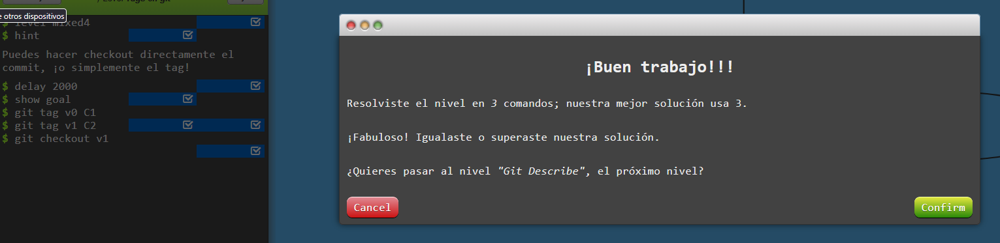 e otros dispositivos
$ level mixed4
$ hint
Puedes hacer checkout directamente el
commit, ¡o simplemente el tag!
$ delay 2000
$ show goal
$ git tag v0 C1
$ git tag v1 C2
$ git checkout v1
¡Buen trabajo!!!
Resolviste el nivel en 3 comandos; nuestra mejor solución usa 3.
¡Fabuloso! Igualaste o superaste nuestra solución.
¿Quieres pasar al nivel "Git Describe", el próximo nivel?
Cancel
Confirm